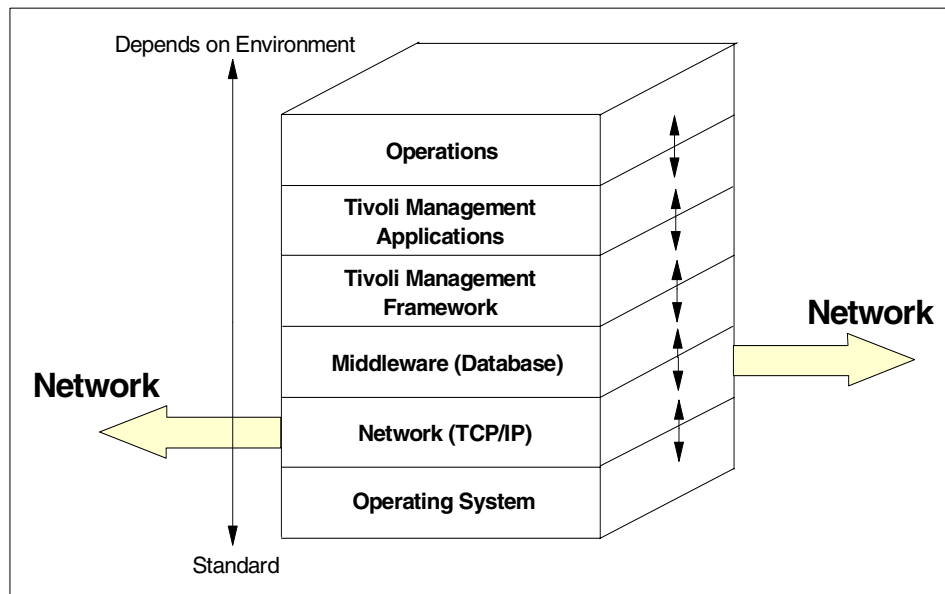 Depends on Environment
Operations
Tivoli Management
Applications
Tivoli Management
Framework
Network
Middleware (Database)
Network
Network (TCP/IP)
Operating System
Standard